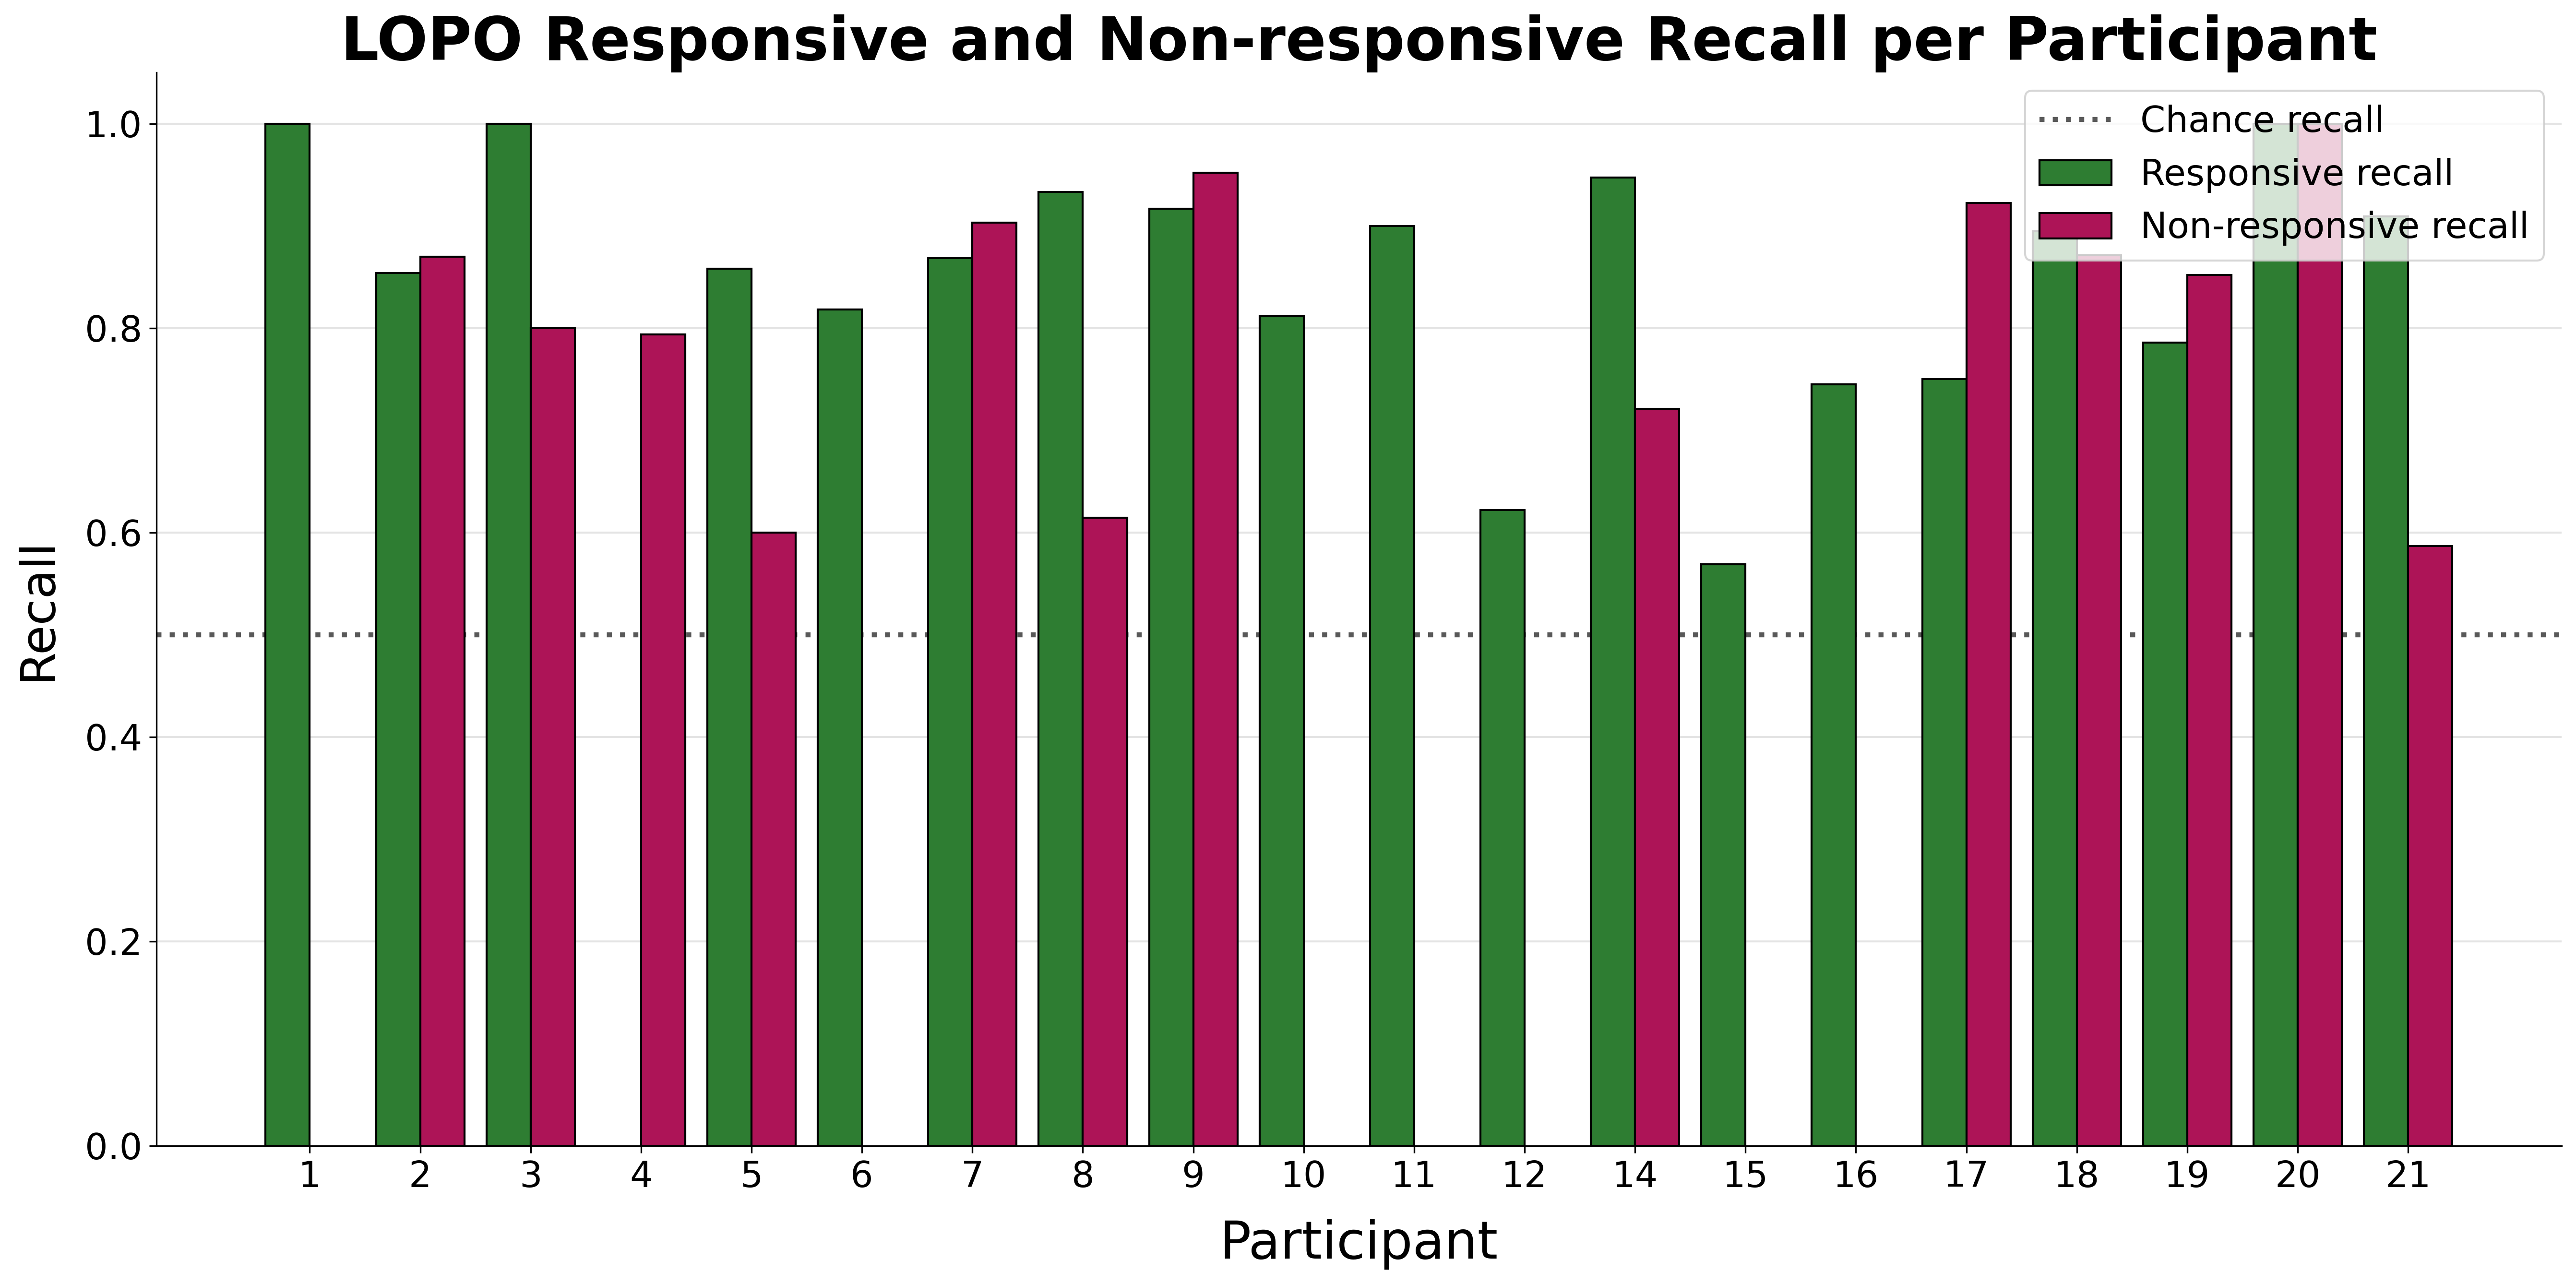 LOPO Responsive and Non-responsive Recall per Participant
Chance recall
Responsive recall
Non-responsive recall
Recall
1.0
0.8
0.6
0.4
0.2
0.0
1 2 3 4 5 6 7 8 9 10 11 12 14 15 16 17 18 19 20 21
Participant